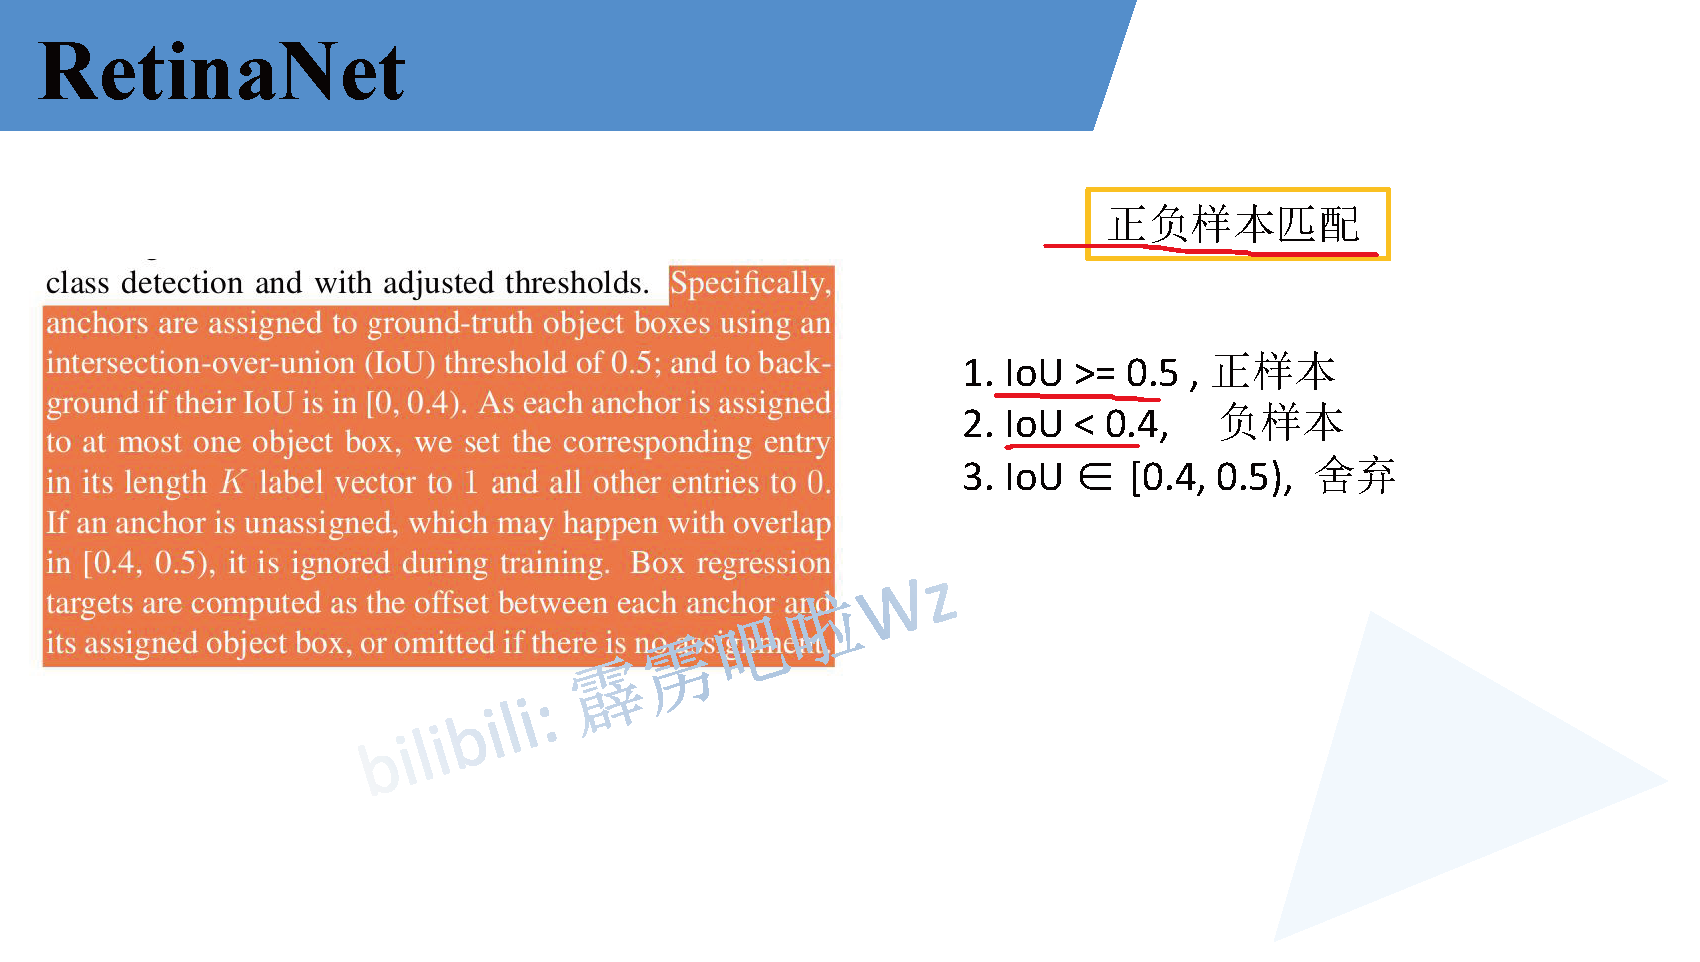 RetinaNet
正负样本匹配
class detection and with adjusted thresholds. Specifically,
anchors are assigned to ground-truth object boxes using an
intersection-over-union (IoU) threshold of 0.5; and to back-
ground if their IoU is in [0, 0.4). As each anchor is assigned
to at most one object box, we set the corresponding entry
in its length K label vector to 1 and all other entries to 0.
If an anchor is unassigned, which may happen with overlap
in [0.4, 0.5), it is ignored during training. Box regression
targets are computed as the offset between each anchor and
its assigned object box, or omitted if there is no assignment.
1. IoU >= 0.5 , 正样本
2. IoU < 0.4, 负样本
3. IoU ∈ [0.4, 0.5), 舍弃
bilibili: 霹雳吧啦Wz